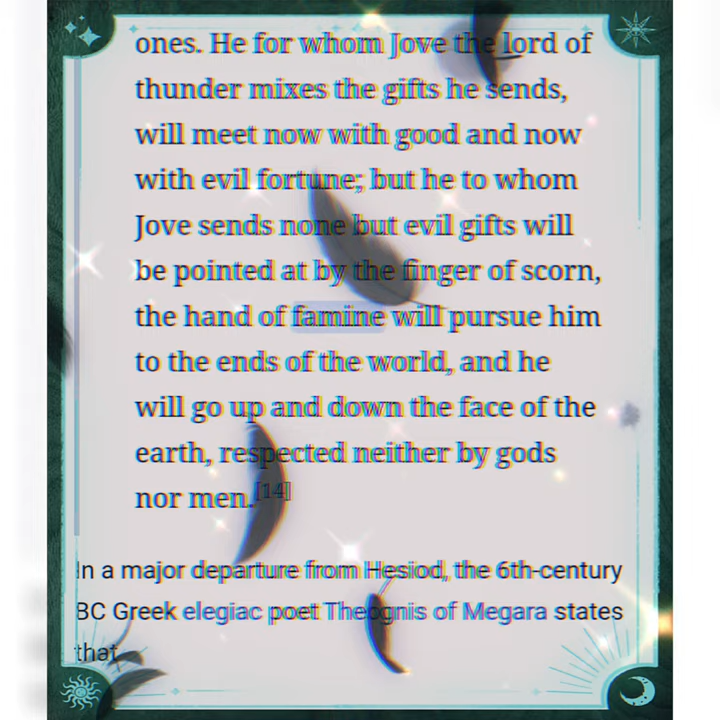 ones. He for whom Jove the lord of
thunder mixes the gifts he sends,
will meet now with good and now
with evil fortune; but he to whom
Jove sends none but evil gifts will
be pointed at by the finger of scorn,
the hand of famine will pursue him
to the ends of the world, and he
will go up and down the face of the
earth, respected neither by gods
nor men.[14]
In a major departure from Hesiod, the 6th-century
BC Greek elegiac poet Theognis of Megara states
that